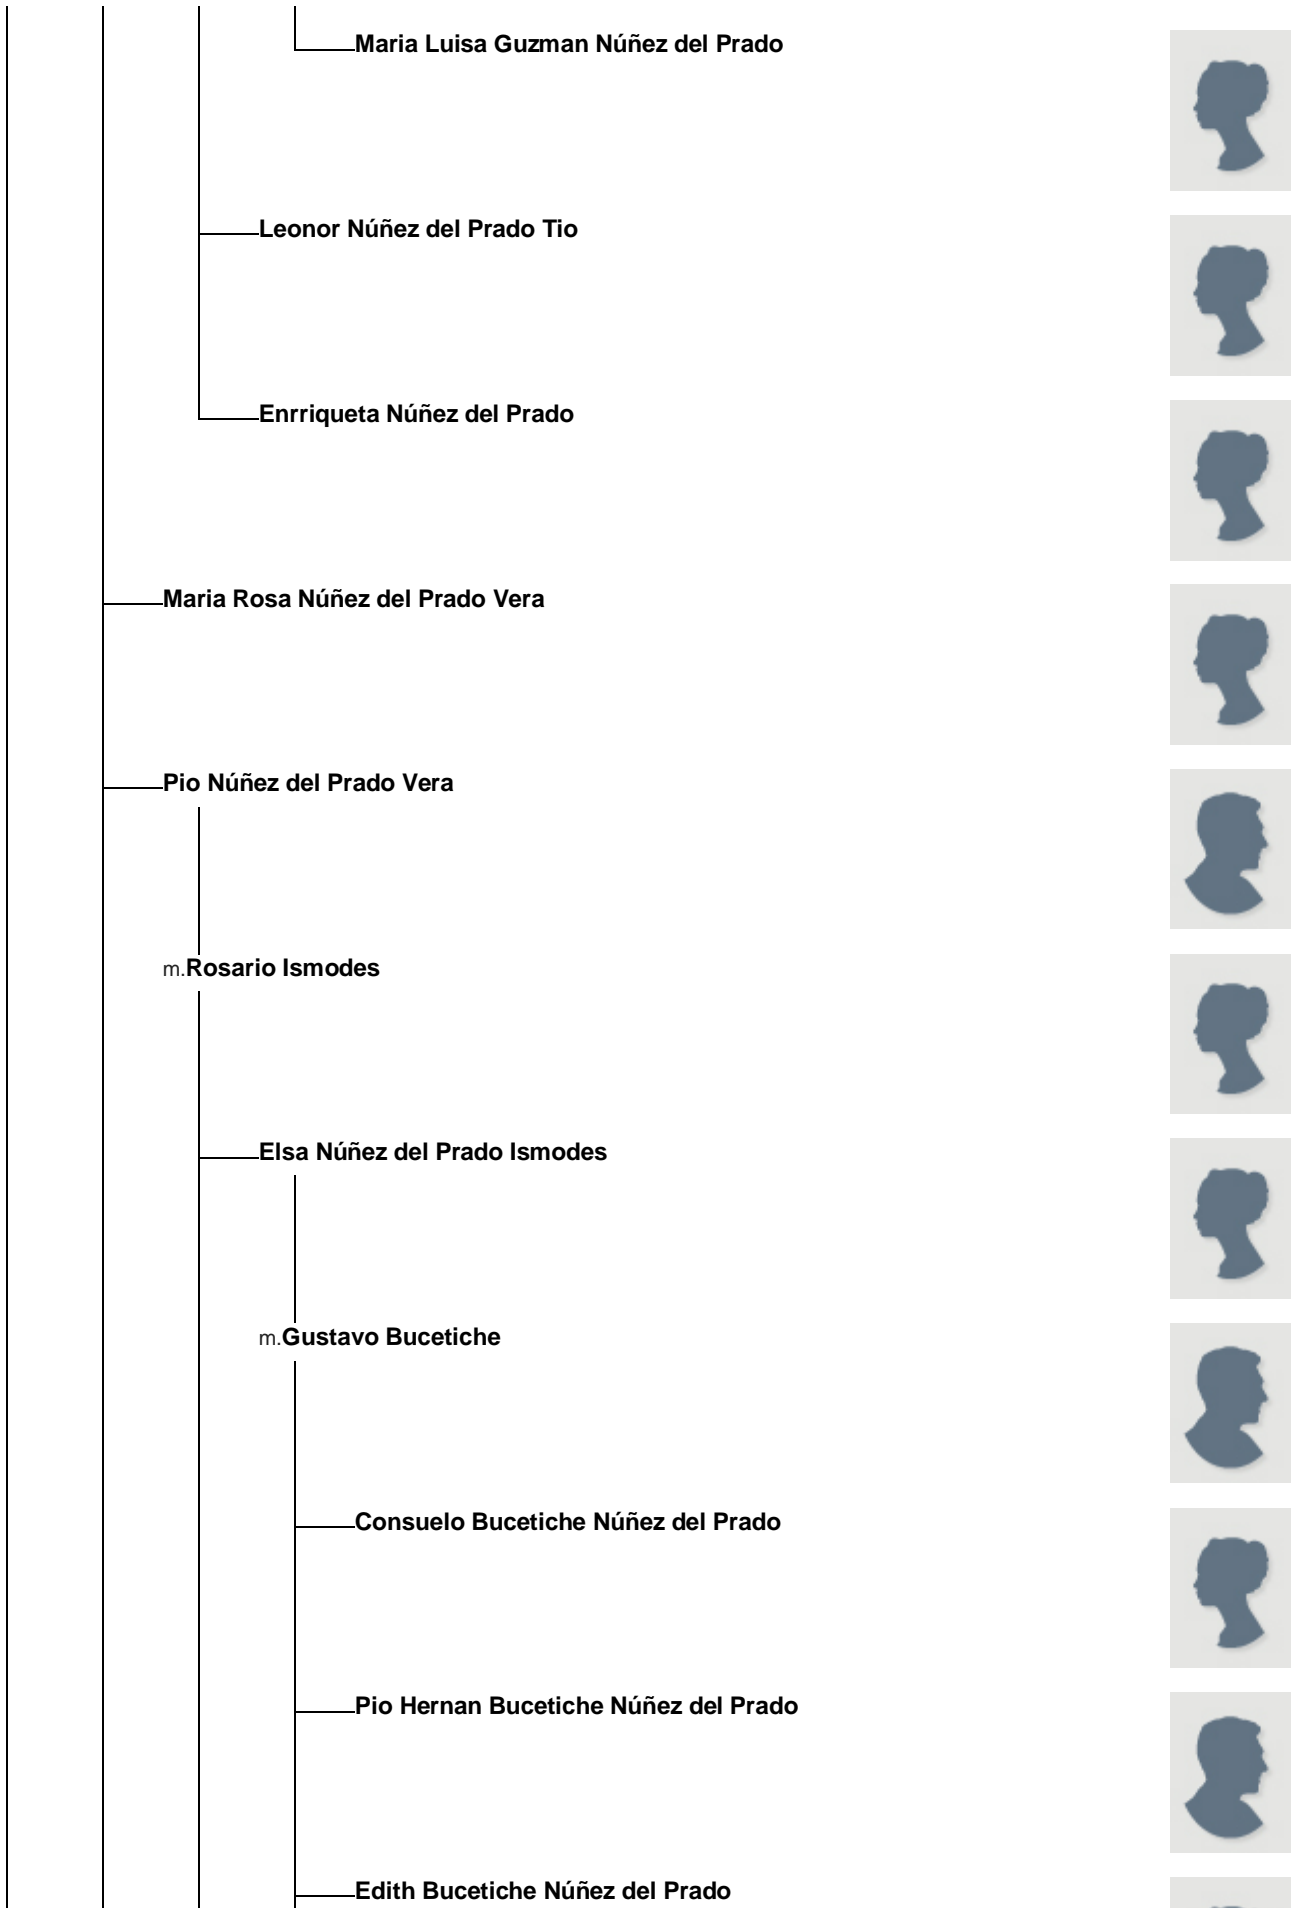 Maria Luisa Guzman Núñez del Prado
Leonor Núñez del Prado Tio
Enrriqueta Núñez del Prado
Maria Rosa Núñez del Prado Vera
Pio Núñez del Prado Vera
m.Rosario Ismodes
Elsa Núñez del Prado Ismodes
m.Gustavo Bucetiche
Consuelo Bucetiche Núñez del Prado
Pio Hernan Bucetiche Núñez del Prado
Edith Bucetiche Núñez del Prado